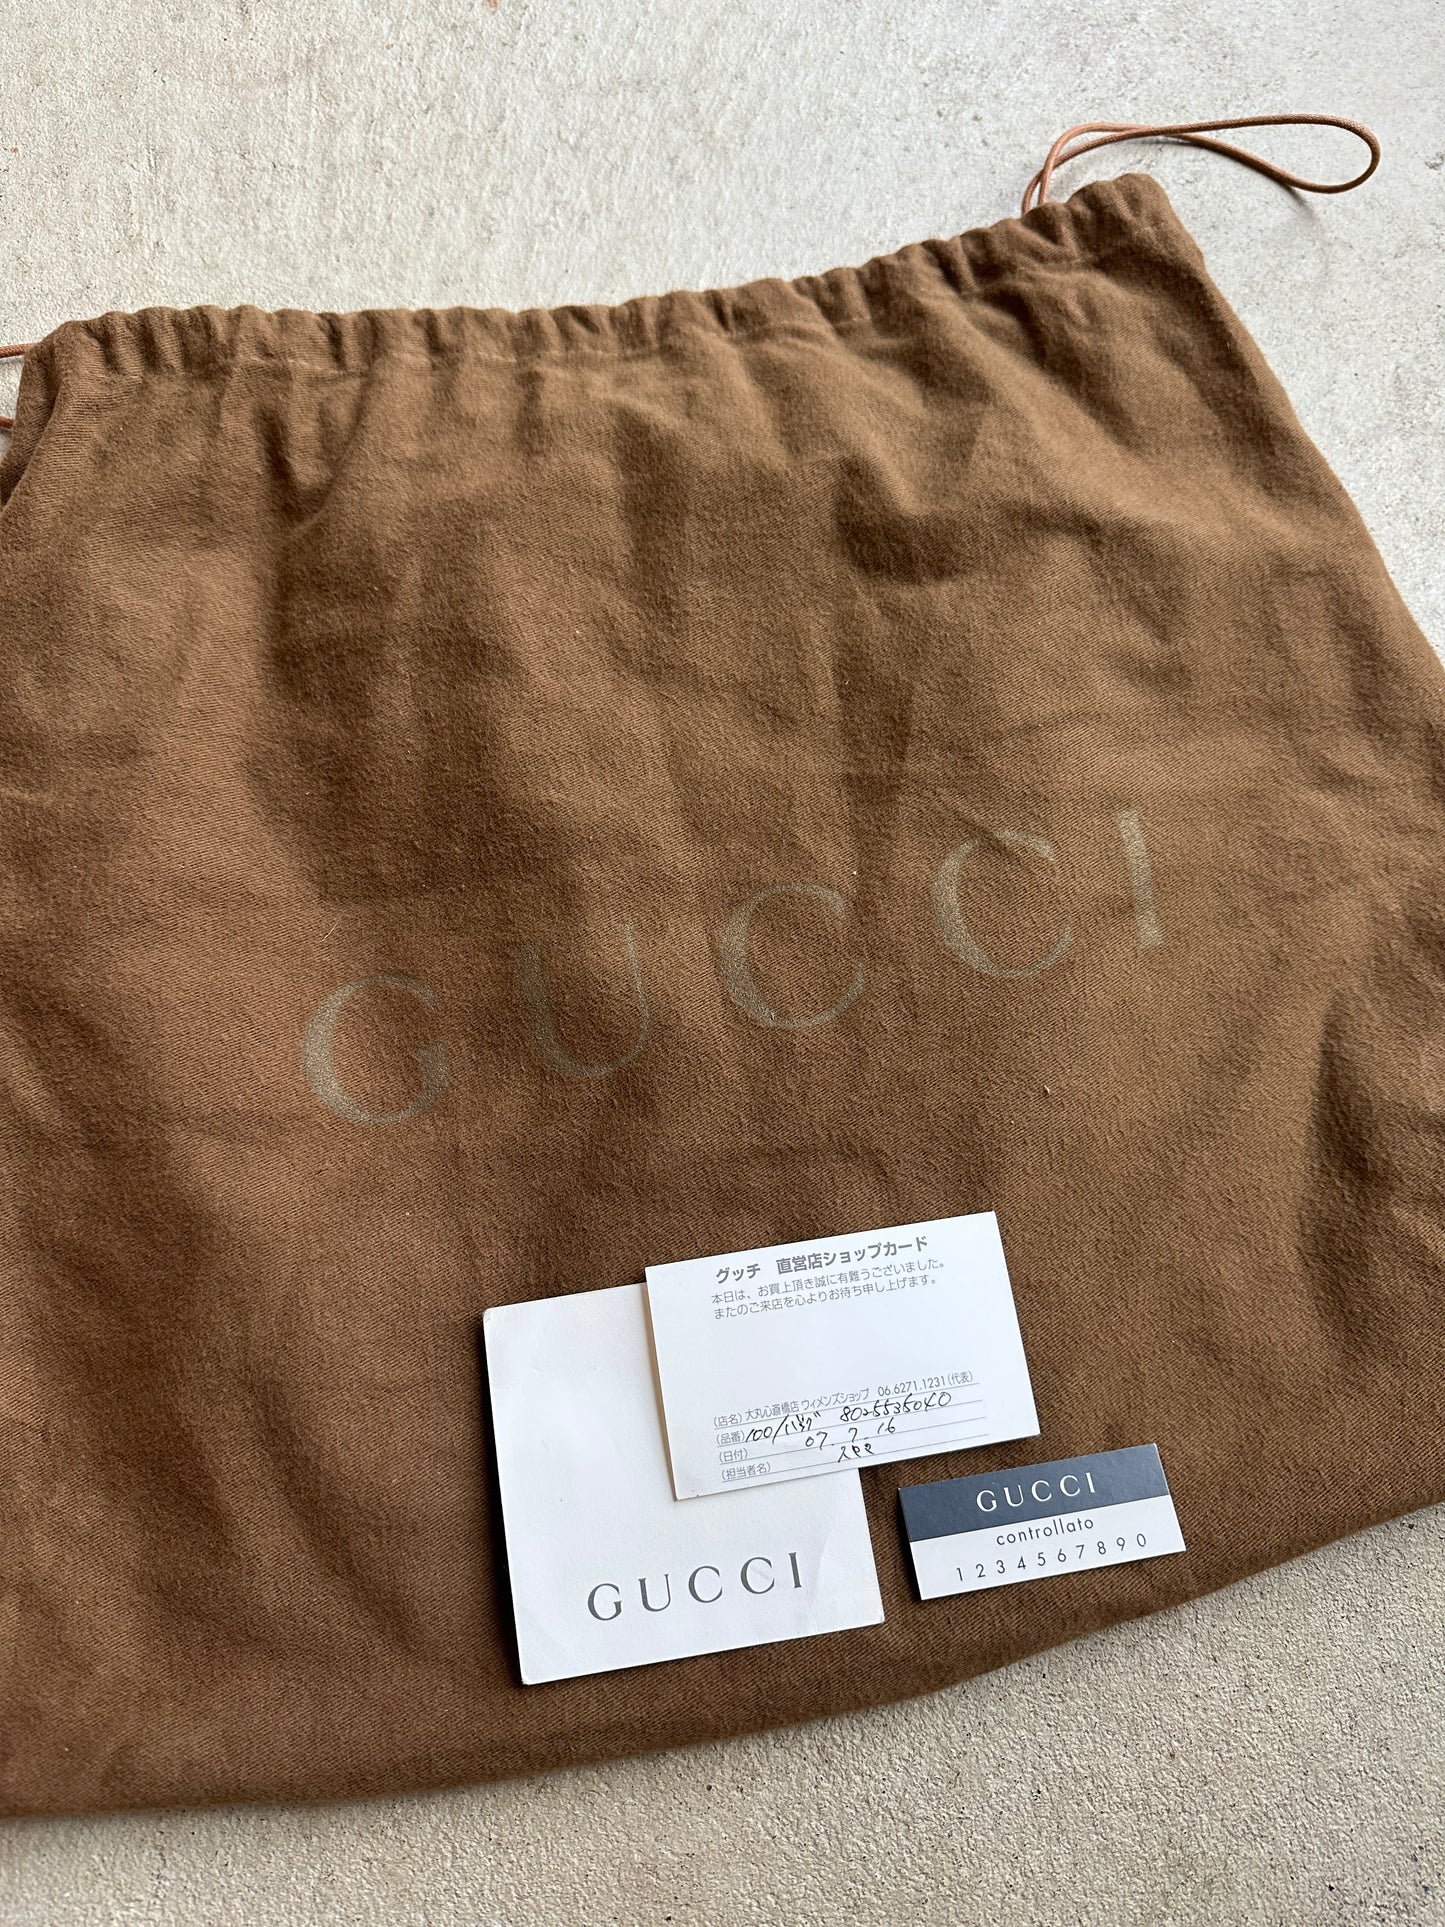 GUCCI
グッチ 直営店ショップカード
本日は、お買上頂き誠に有難うございました。
またのご来店を心よりお待ち申し上げます。
(店名) 大丸心斎橋店 ウィメンズショップ 06.6271.1231(代表)
(品番) 100/バッグ 8025535040
(日付) 07. 7. 16
(担当者名)
GUCCI
GUCCI
controllato
1 2 3 4 5 6 7 8 9 0